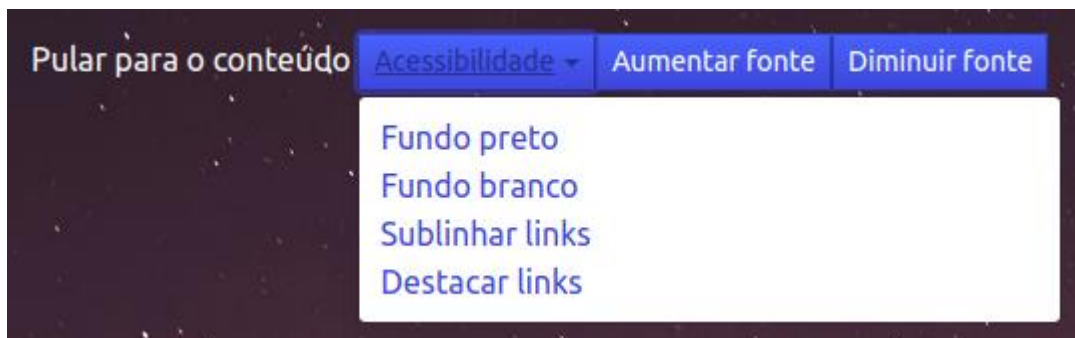 Pular para o conteúdo Acessibilidade Aumentar fonte Diminuir fonte
Fundo preto
Fundo branco
Sublinhar links
Destacar links